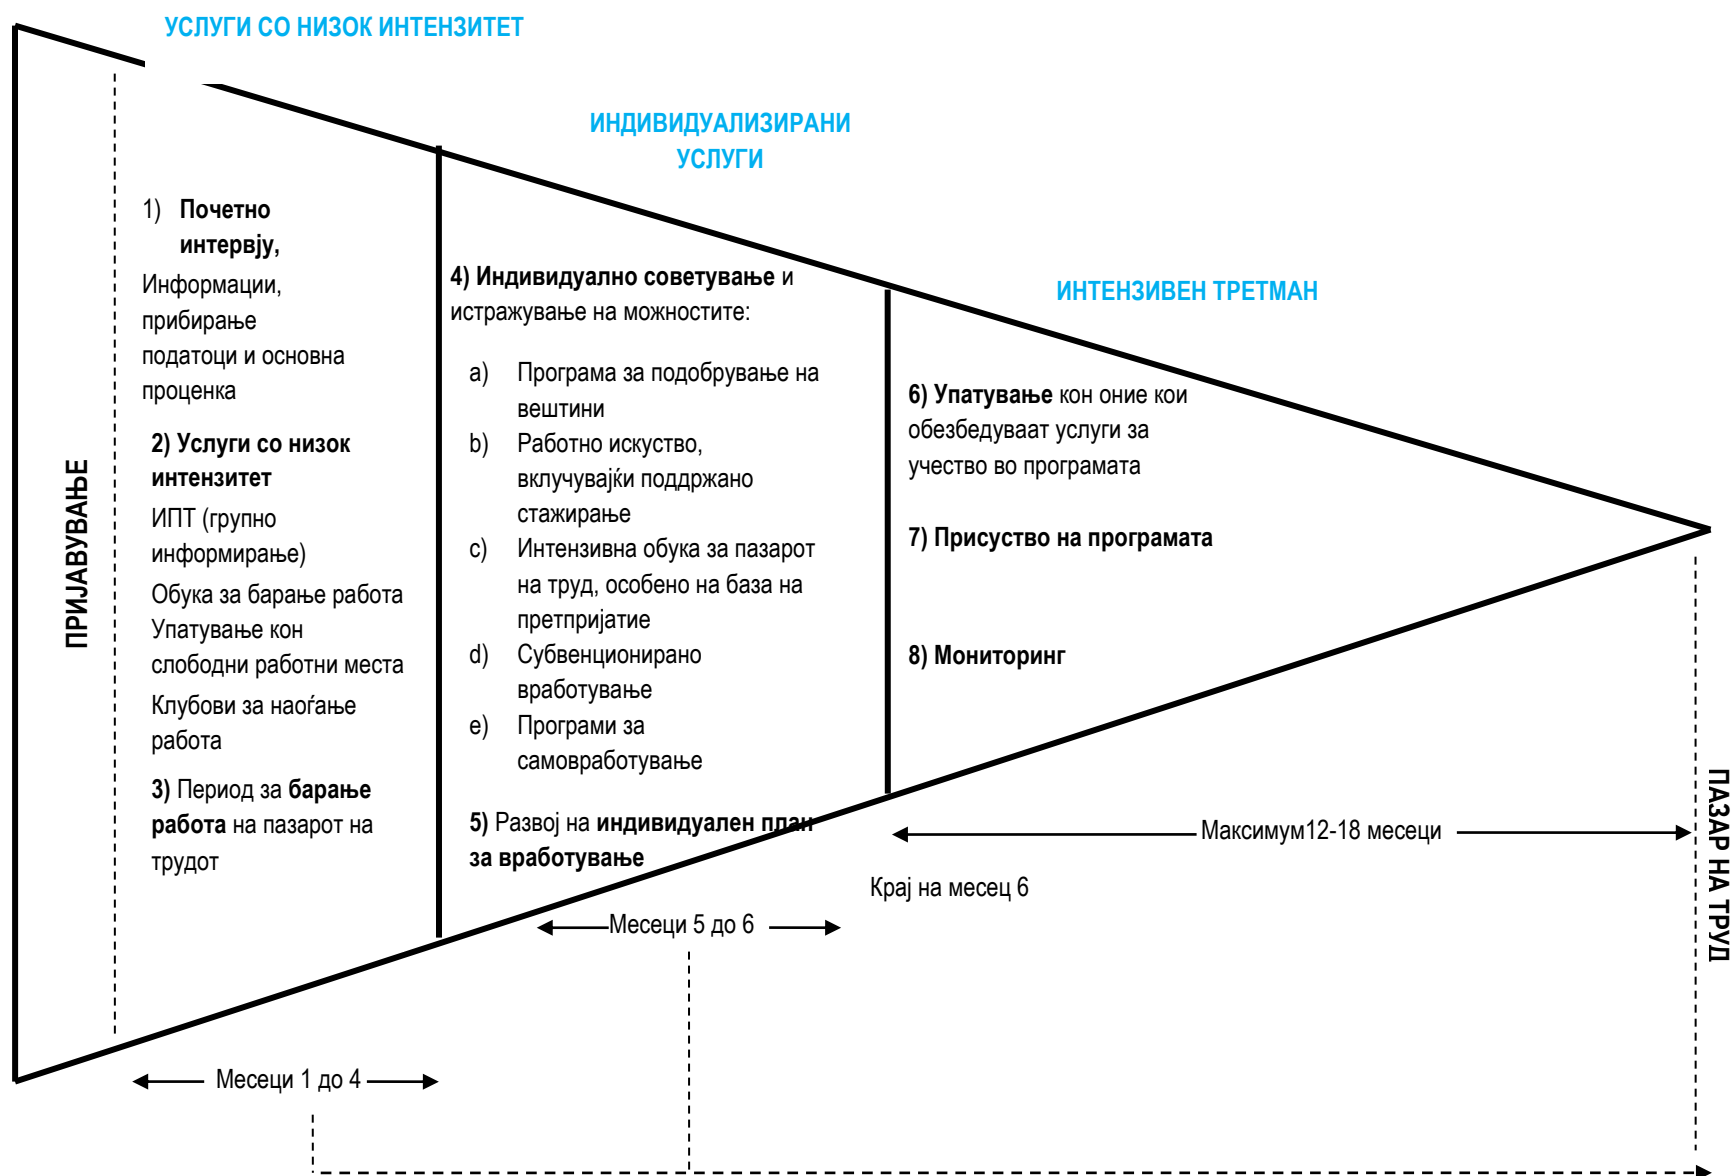 УСЛУГИ СО НИЗОК ИНТЕНЗИТЕТ
ИНДИВИДУАЛИЗИРАНИ
УСЛУГИ
ИНТЕНЗИВЕН ТРЕТМАН
ПРИЈАВУВАЊЕ
1) Почетно
интервју,
Информации,
прибирање
податоци и основна
проценка
2) Услуги со низок
интензитет
ИПТ (групно
информирање)
Обука за барање работа
Упатување кон
слободни работни места
Клубови за наоѓање
работа
3) Период за барање
работа на пазарот на
трудот
4) Индивидуално советување и
истражување на можностите:
a) Програма за подобрување на
вештини
b) Работно искуство,
вклучувајќи поддржано
стажирање
c) Интензивна обука за пазарот
на труд, особено на база на
претпријатие
d) Субвенционирано
вработување
e) Програми за
самовработување
5) Развој на индивидуален план
за вработување
6) Упатување кон оние кои
обезбедуваат услуги за
учество во програмата
7) Присуство на програмата
8) Мониторинг
Максимум12-18 месеци
Крај на месец 6
Месеци 5 до 6
Месеци 1 до 4
ПАЗАР НА ТРУД